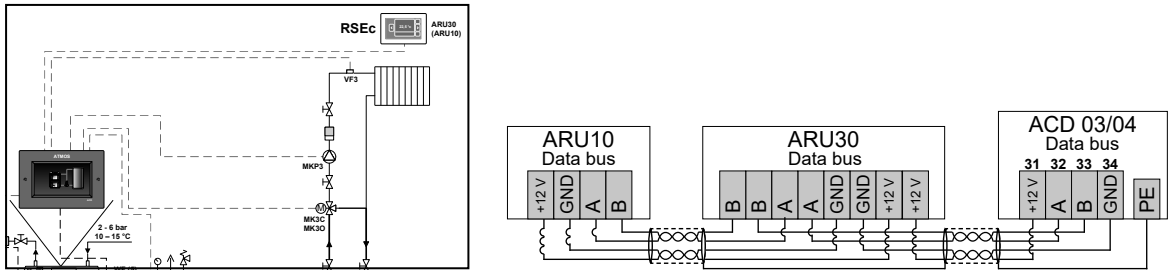 RSEc
ARU30
(ARU10)
VF3
ATMOS
MKP3
M
MK3C
MK3O
2 - 6 bar
10 – 15 °C
ARU10
Data bus
+12 V
GND
A
B
ARU30
Data bus
B
B
A
A
GND
GND
+12 V
+12 V
ACD 03/04
Data bus
31 32 33 34
+12 V
A
B
GND
PE